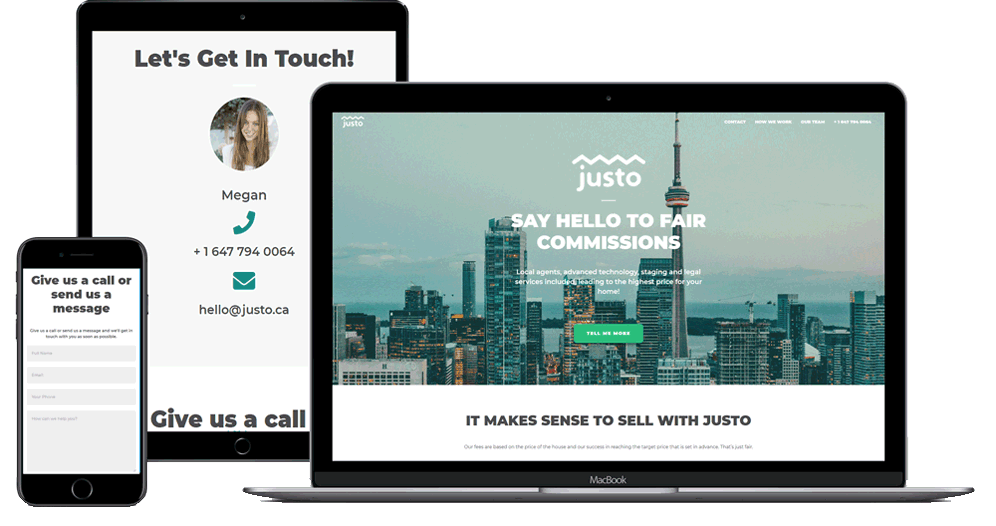 Let's Get In Touch!
Megan
+ 1 647 794 0064
hello@justo.ca
Give us a call
Give us a call or
send us a
message
Give us a call or send us a message and we'll get in
touch with you as soon as possible.
Full Name
Email
Your Phone
How can we help you?
justo
CONTACT HOW WE WORK OUR TEAM + 1 647 794 0064
justo
SAY HELLO TO FAIR
COMMISSIONS
Local agents, advanced technology, staging and legal
services included, leading to the highest price for your
home!
TELL ME MORE
IT MAKES SENSE TO SELL WITH JUSTO
Our fees are based on the price of the house and our success in reaching the target price that is set in advance. That's just fair.
MacBook